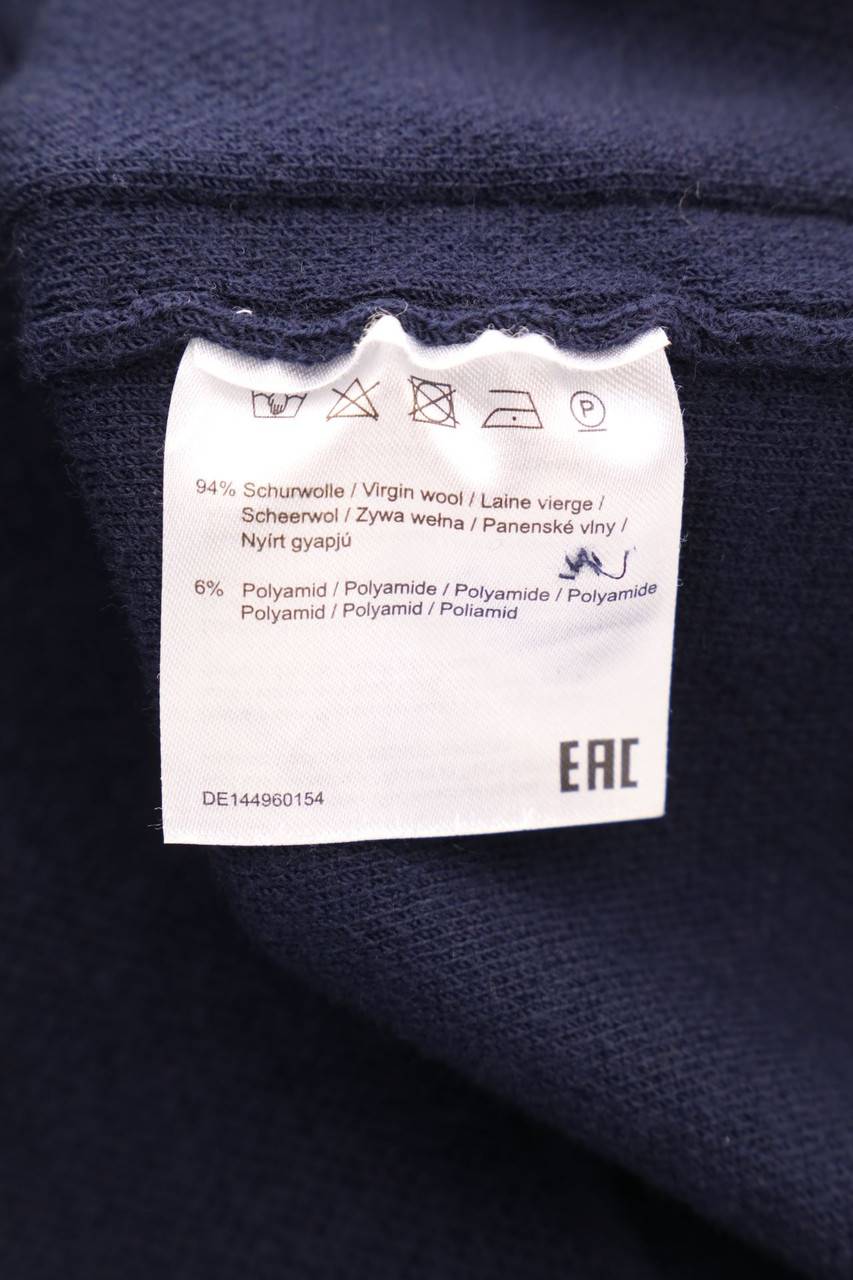 P
94% Schurwolle / Virgin wool / Laine vierge /
Scheerwol / Zywa wełna / Panenské vlny /
Nyírt gyapjú
6% Polyamid / Polyamide / Polyamide / Polyamide
Polyamid / Polyamid / Poliamid
EAC
DE144960154